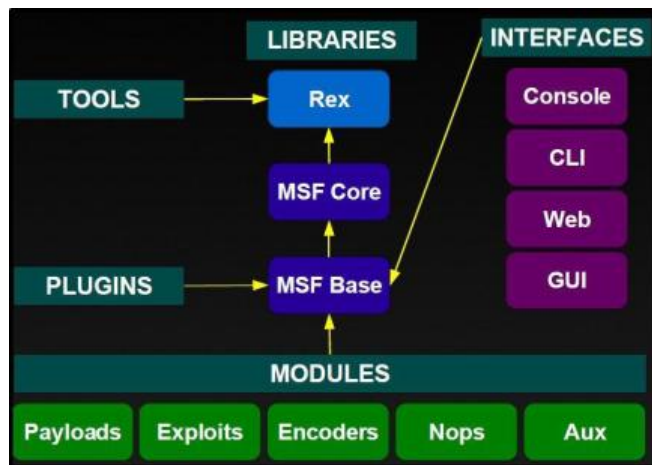 LIBRARIES
INTERFACES
TOOLS
Rex
Console
CLI
MSF Core
Web
PLUGINS
MSF Base
GUI
MODULES
Payloads
Exploits
Encoders
Nops
Aux